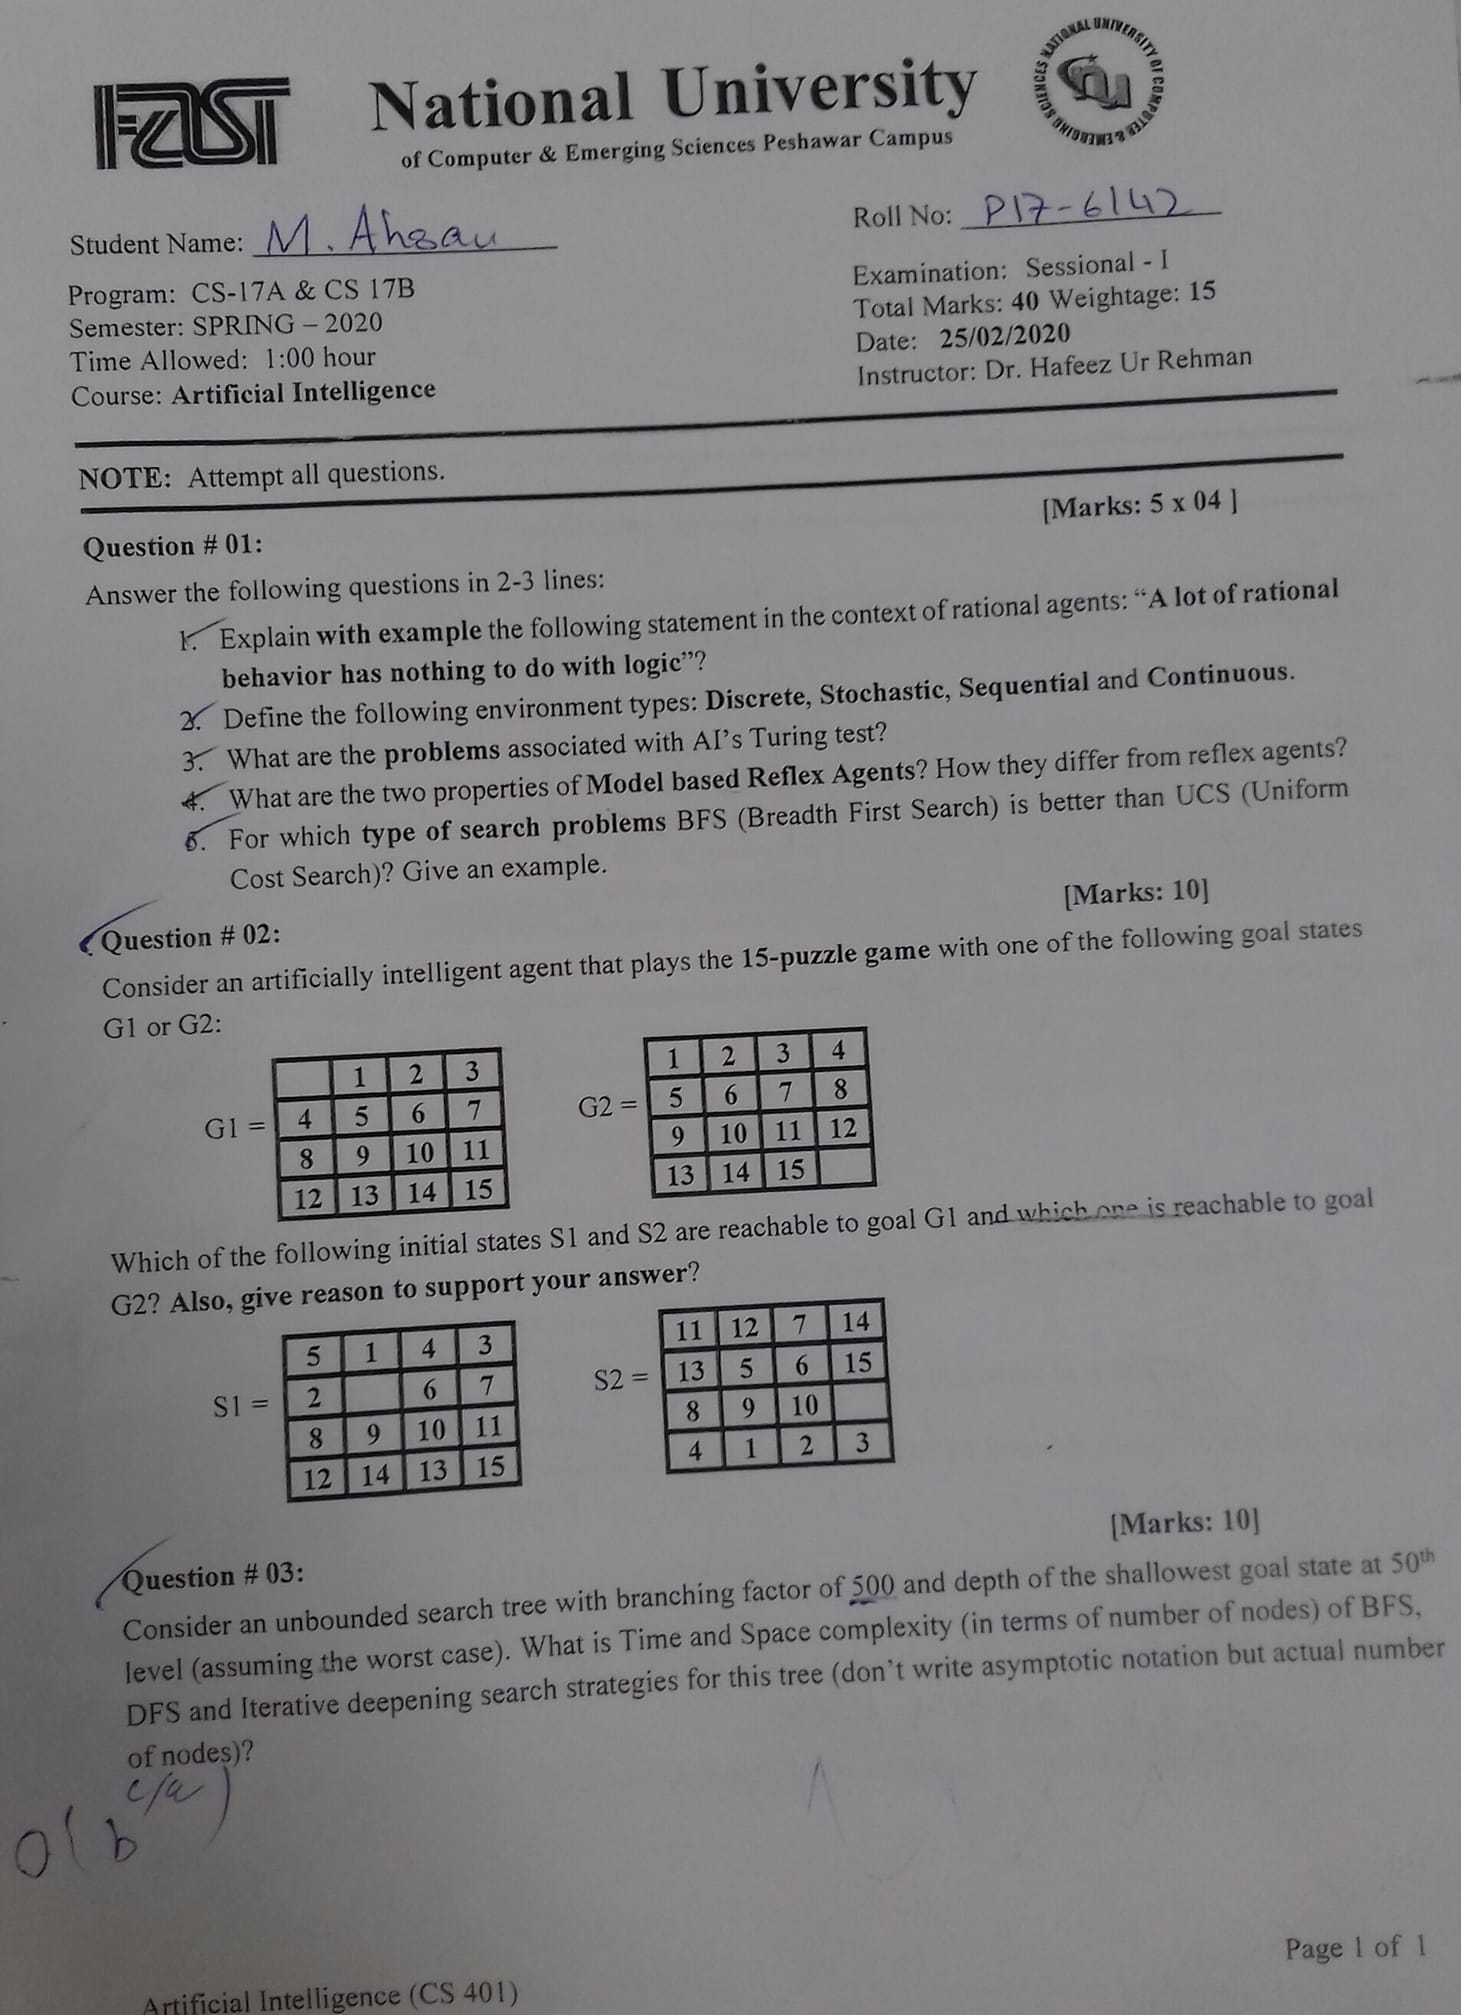 FAST
National University
of Computer & Emerging Sciences Peshawar Campus
NATIONAL UNIVERSITY OF COMPUTER & EMERGING SCIENCES
Student Name: M. Ahsan
Roll No: P17-6142
Program: CS-17A & CS 17B
Examination: Sessional - I
Semester: SPRING – 2020
Total Marks: 40 Weightage: 15
Time Allowed: 1:00 hour
Date: 25/02/2020
Course: Artificial Intelligence
Instructor: Dr. Hafeez Ur Rehman
NOTE: Attempt all questions.
[Marks: 5 x 04 ]
Question # 01:
Answer the following questions in 2-3 lines:
1. Explain with example the following statement in the context of rational agents: “A lot of rational
behavior has nothing to do with logic”?
2. Define the following environment types: Discrete, Stochastic, Sequential and Continuous.
3. What are the problems associated with AI’s Turing test?
4. What are the two properties of Model based Reflex Agents? How they differ from reflex agents?
5. For which type of search problems BFS (Breadth First Search) is better than UCS (Uniform
Cost Search)? Give an example.
[Marks: 10]
Question # 02:
Consider an artificially intelligent agent that plays the 15-puzzle game with one of the following goal states
G1 or G2:
G1 =
1 2 3
4 5 6 7
8 9 10 11
12 13 14 15
G2 =
1 2 3 4
5 6 7 8
9 10 11 12
13 14 15
Which of the following initial states S1 and S2 are reachable to goal G1 and which one is reachable to goal
G2? Also, give reason to support your answer?
S1 =
5 1 4 3
2 6 7
8 9 10 11
12 14 13 15
S2 =
11 12 7 14
13 5 6 15
8 9 10
4 1 2 3
[Marks: 10]
Question # 03:
Consider an unbounded search tree with branching factor of 500 and depth of the shallowest goal state at 50th
level (assuming the worst case). What is Time and Space complexity (in terms of number of nodes) of BFS,
DFS and Iterative deepening search strategies for this tree (don’t write asymptotic notation but actual number
of nodes)?
O(b
Page 1 of 1
Artificial Intelligence (CS 401)